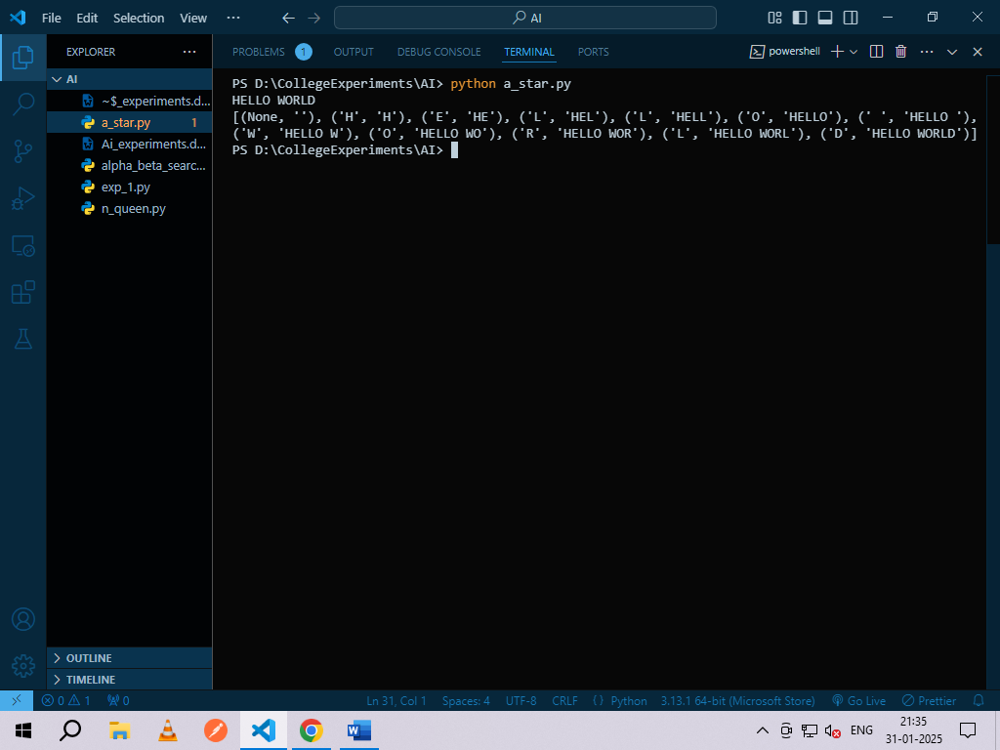 File Edit Selection View ··· AI
EXPLORER ···
PROBLEMS 1 OUTPUT DEBUG CONSOLE TERMINAL PORTS powershell ···
AI
~$_experiments.d...
a_star.py 1
Ai_experiments.d...
alpha_beta_searc...
exp_1.py
n_queen.py
PS D:\CollegeExperiments\AI> python a_star.py
HELLO WORLD
[(None, ''), ('H', 'H'), ('E', 'HE'), ('L', 'HEL'), ('L', 'HELL'), ('O', 'HELLO'), (' ', 'HELLO '),
('W', 'HELLO W'), ('O', 'HELLO WO'), ('R', 'HELLO WOR'), ('L', 'HELLO WORL'), ('D', 'HELLO WORLD')]
PS D:\CollegeExperiments\AI>
OUTLINE
TIMELINE
0 1 0 Ln 31, Col 1 Spaces: 4 UTF-8 CRLF {} Python 3.13.1 64-bit (Microsoft Store) Go Live Prettier
W ENG 21:35
31-01-2025